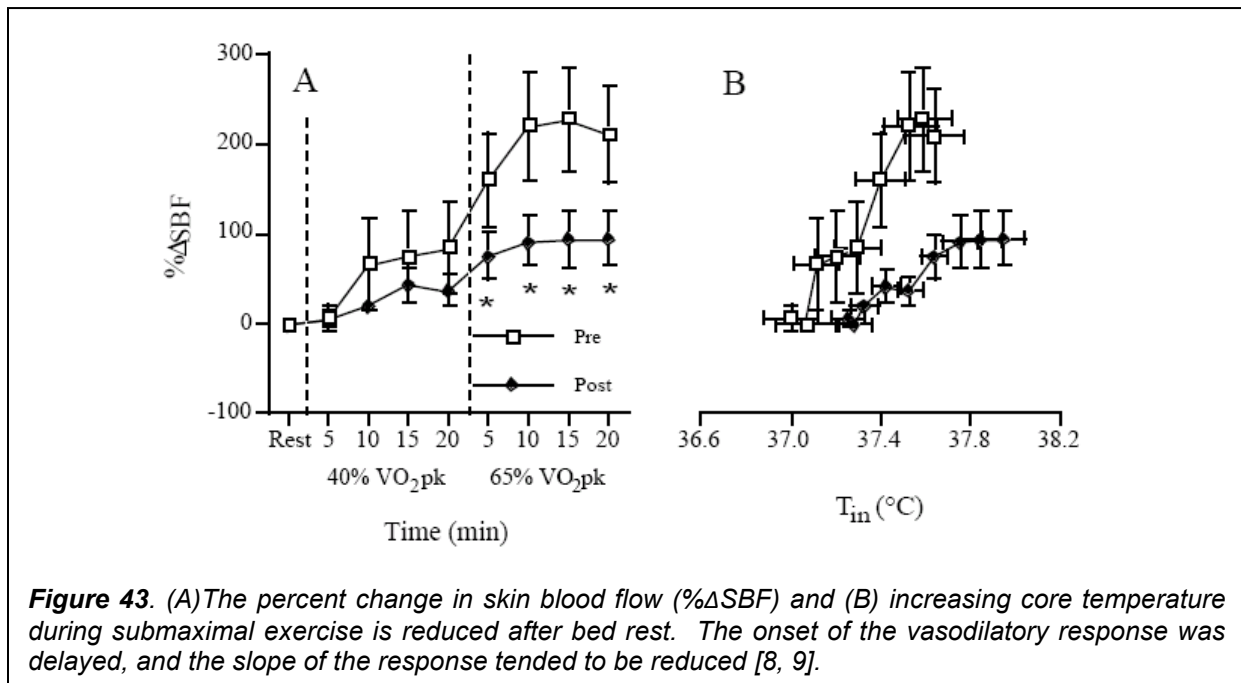 300
A
B
200
%ΔSBF
100
0
* * * *
Pre
Post
-100
Rest 5 10 15 20 5 10 15 20
36.6 37.0 37.4 37.8 38.2
40% VO2pk 65% VO2pk
Time (min)
Tin (°C)
Figure 43. (A)The percent change in skin blood flow (%ΔSBF) and (B) increasing core temperature
during submaximal exercise is reduced after bed rest. The onset of the vasodilatory response was
delayed, and the slope of the response tended to be reduced [8, 9].